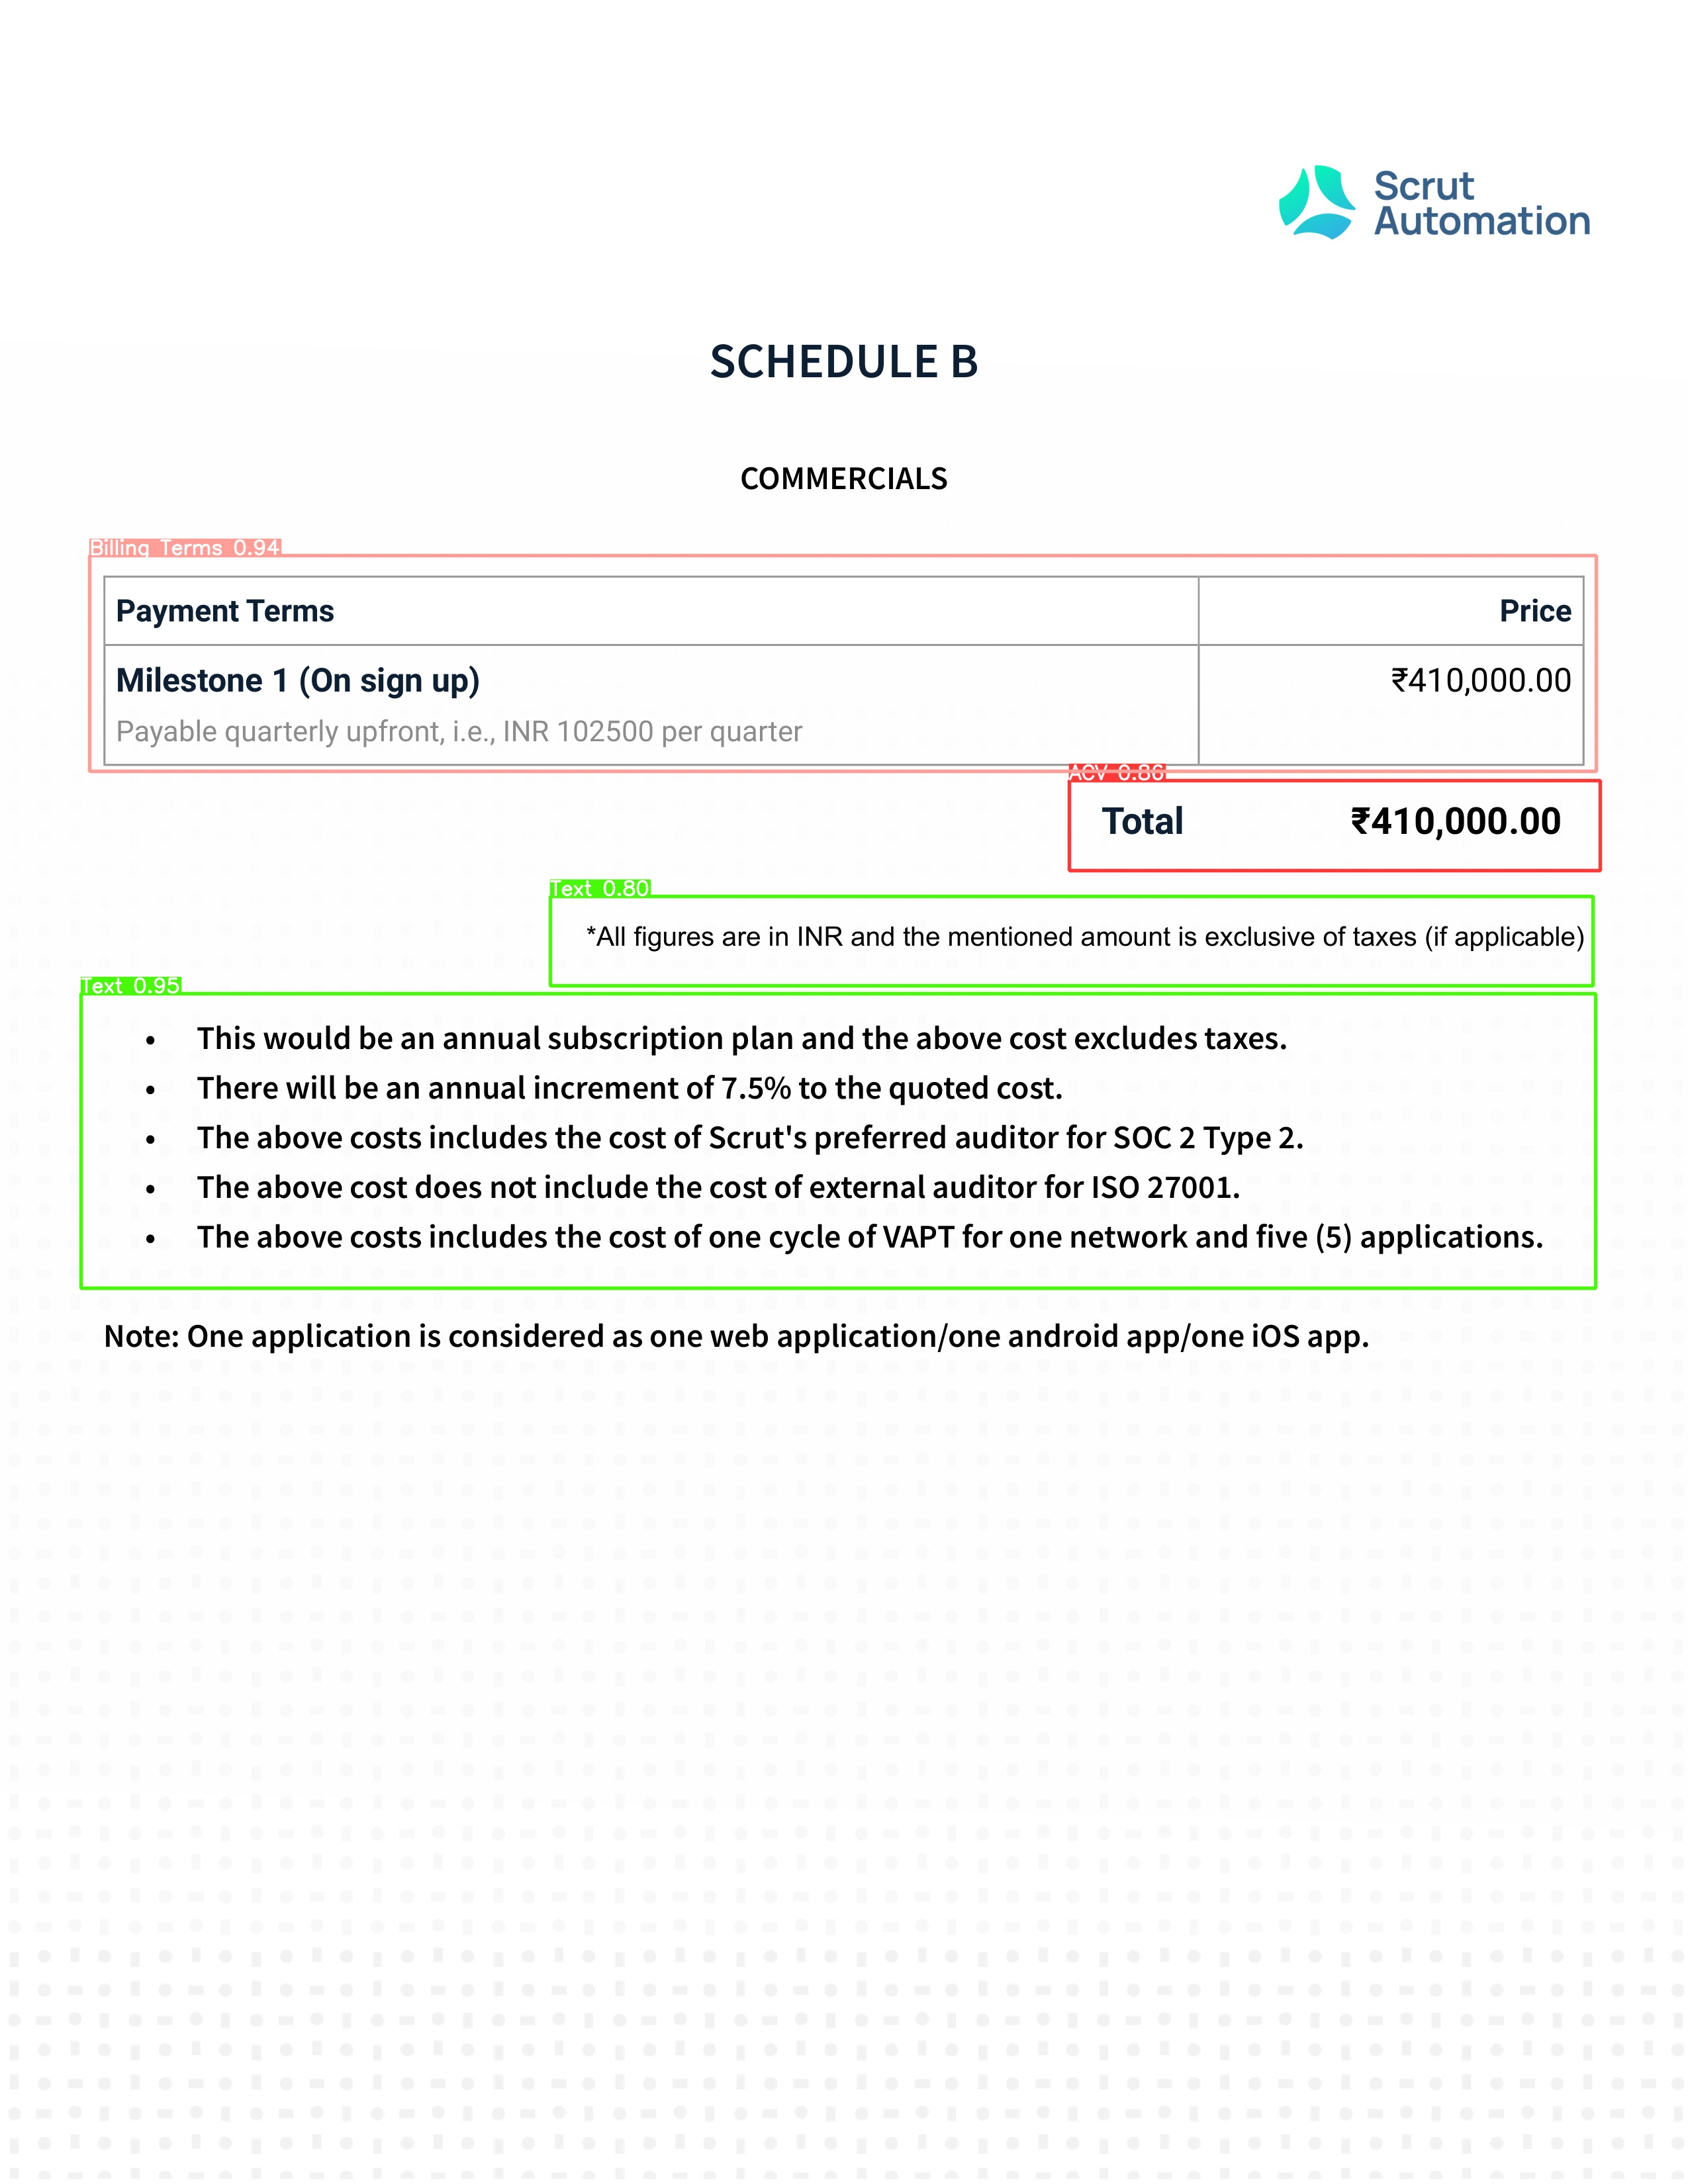 Scrut
Automation
SCHEDULE B
COMMERCIALS
Billing Terms 0.94
Payment Terms Price
Milestone 1 (On sign up) ₹410,000.00
Payable quarterly upfront, i.e., INR 102500 per quarter
ACV 0.86
Total ₹410,000.00
Text 0.80
*All figures are in INR and the mentioned amount is exclusive of taxes (if applicable)
Text 0.95
• This would be an annual subscription plan and the above cost excludes taxes.
• There will be an annual increment of 7.5% to the quoted cost.
• The above costs includes the cost of Scrut's preferred auditor for SOC 2 Type 2.
• The above cost does not include the cost of external auditor for ISO 27001.
• The above costs includes the cost of one cycle of VAPT for one network and five (5) applications.
Note: One application is considered as one web application/one android app/one iOS app.